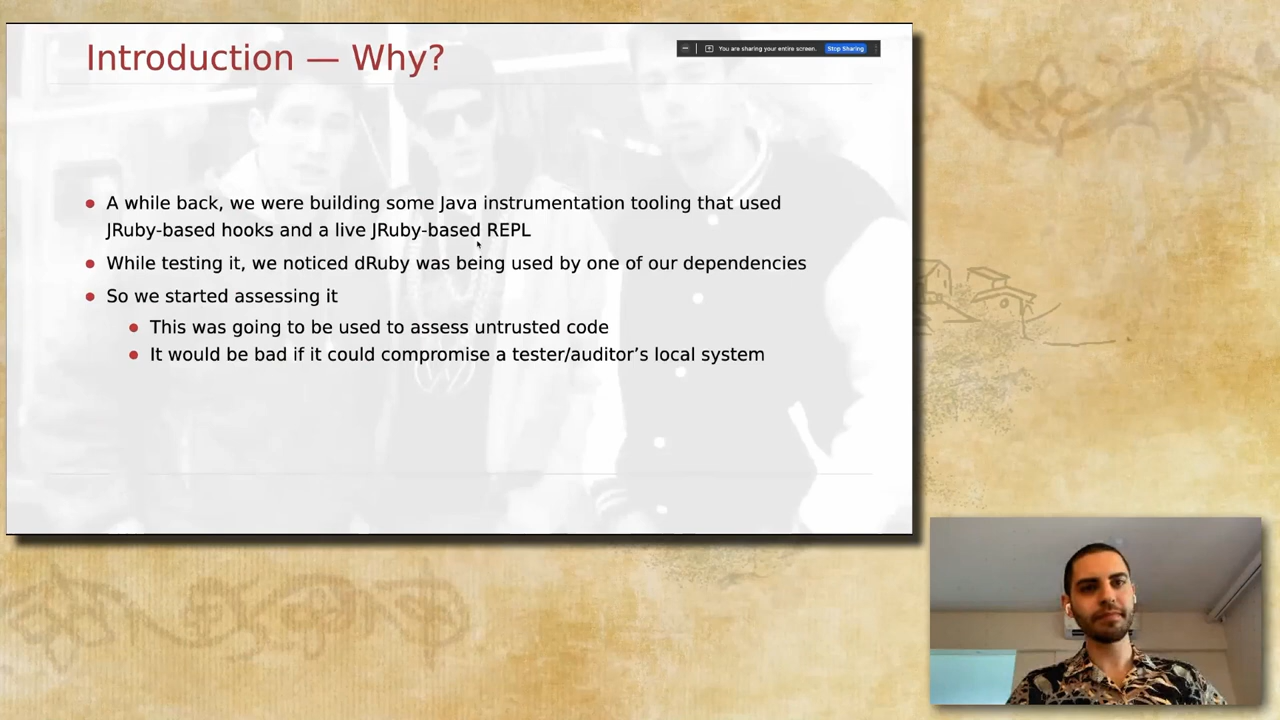 Introduction — Why?
You are sharing your entire screen.
Stop Sharing
A while back, we were building some Java instrumentation tooling that used
JRuby-based hooks and a live JRuby-based REPL
While testing it, we noticed dRuby was being used by one of our dependencies
So we started assessing it
This was going to be used to assess untrusted code
It would be bad if it could compromise a tester/auditor’s local system